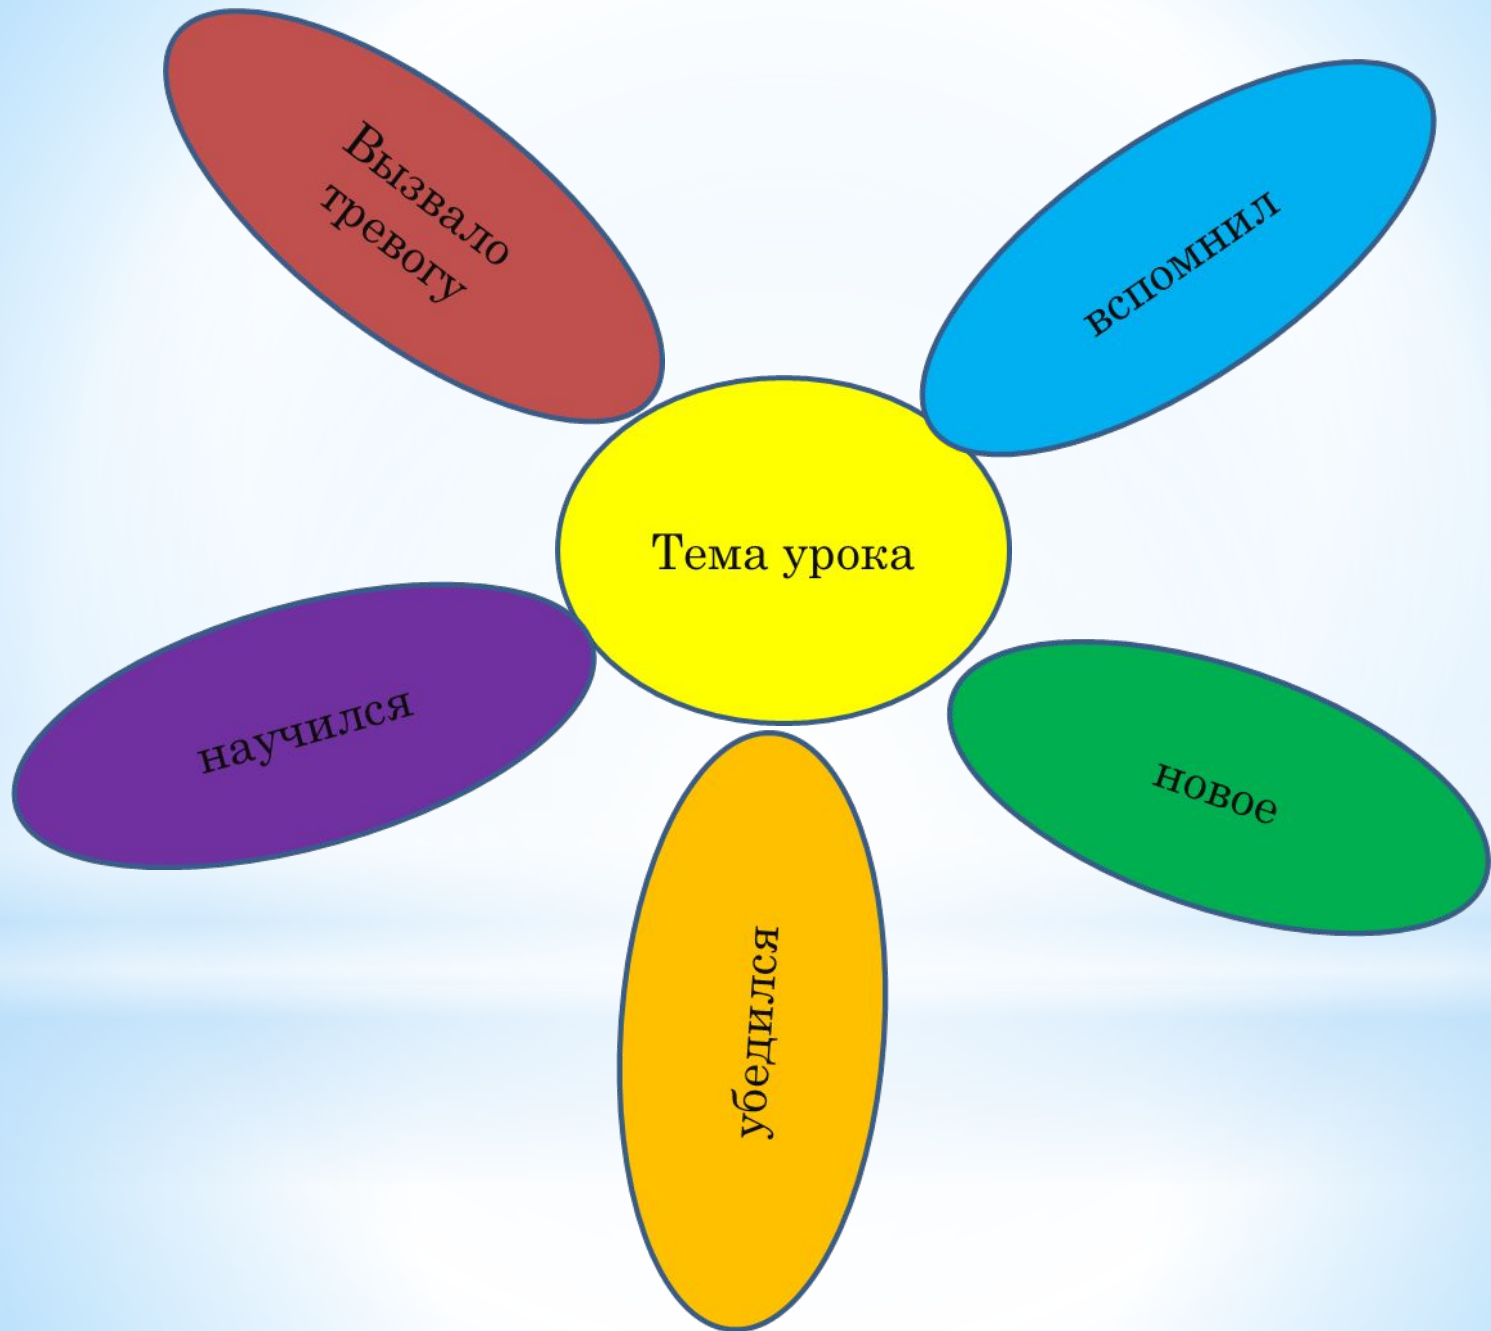 Вызвало
тревогу
вспомнил
Тема урока
научился
новое
убедился